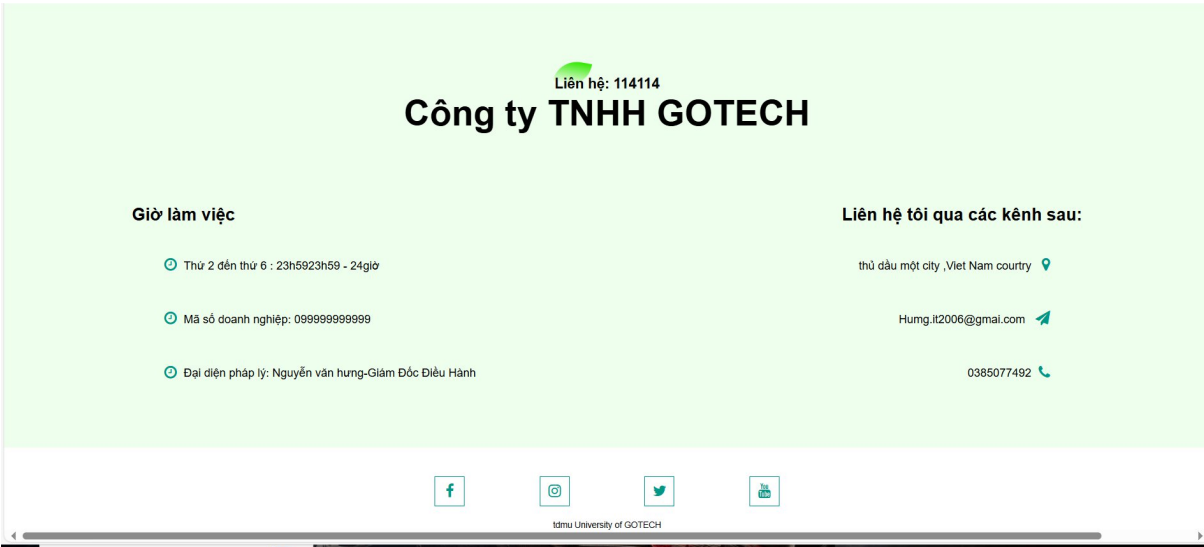 Liên hệ: 114114
Công ty TNHH GOTECH
Giờ làm việc
Thứ 2 đến thứ 6 : 23h5923h59 - 24giờ
Mã số doanh nghiệp: 099999999999
Đại diện pháp lý: Nguyễn văn hưng-Giám Đốc Điều Hành
Liên hệ tôi qua các kênh sau:
thủ dầu một city ,Viet Nam courtry
Humg.it2006@gmai.com
0385077492
You Tube
tdmu University of GOTECH